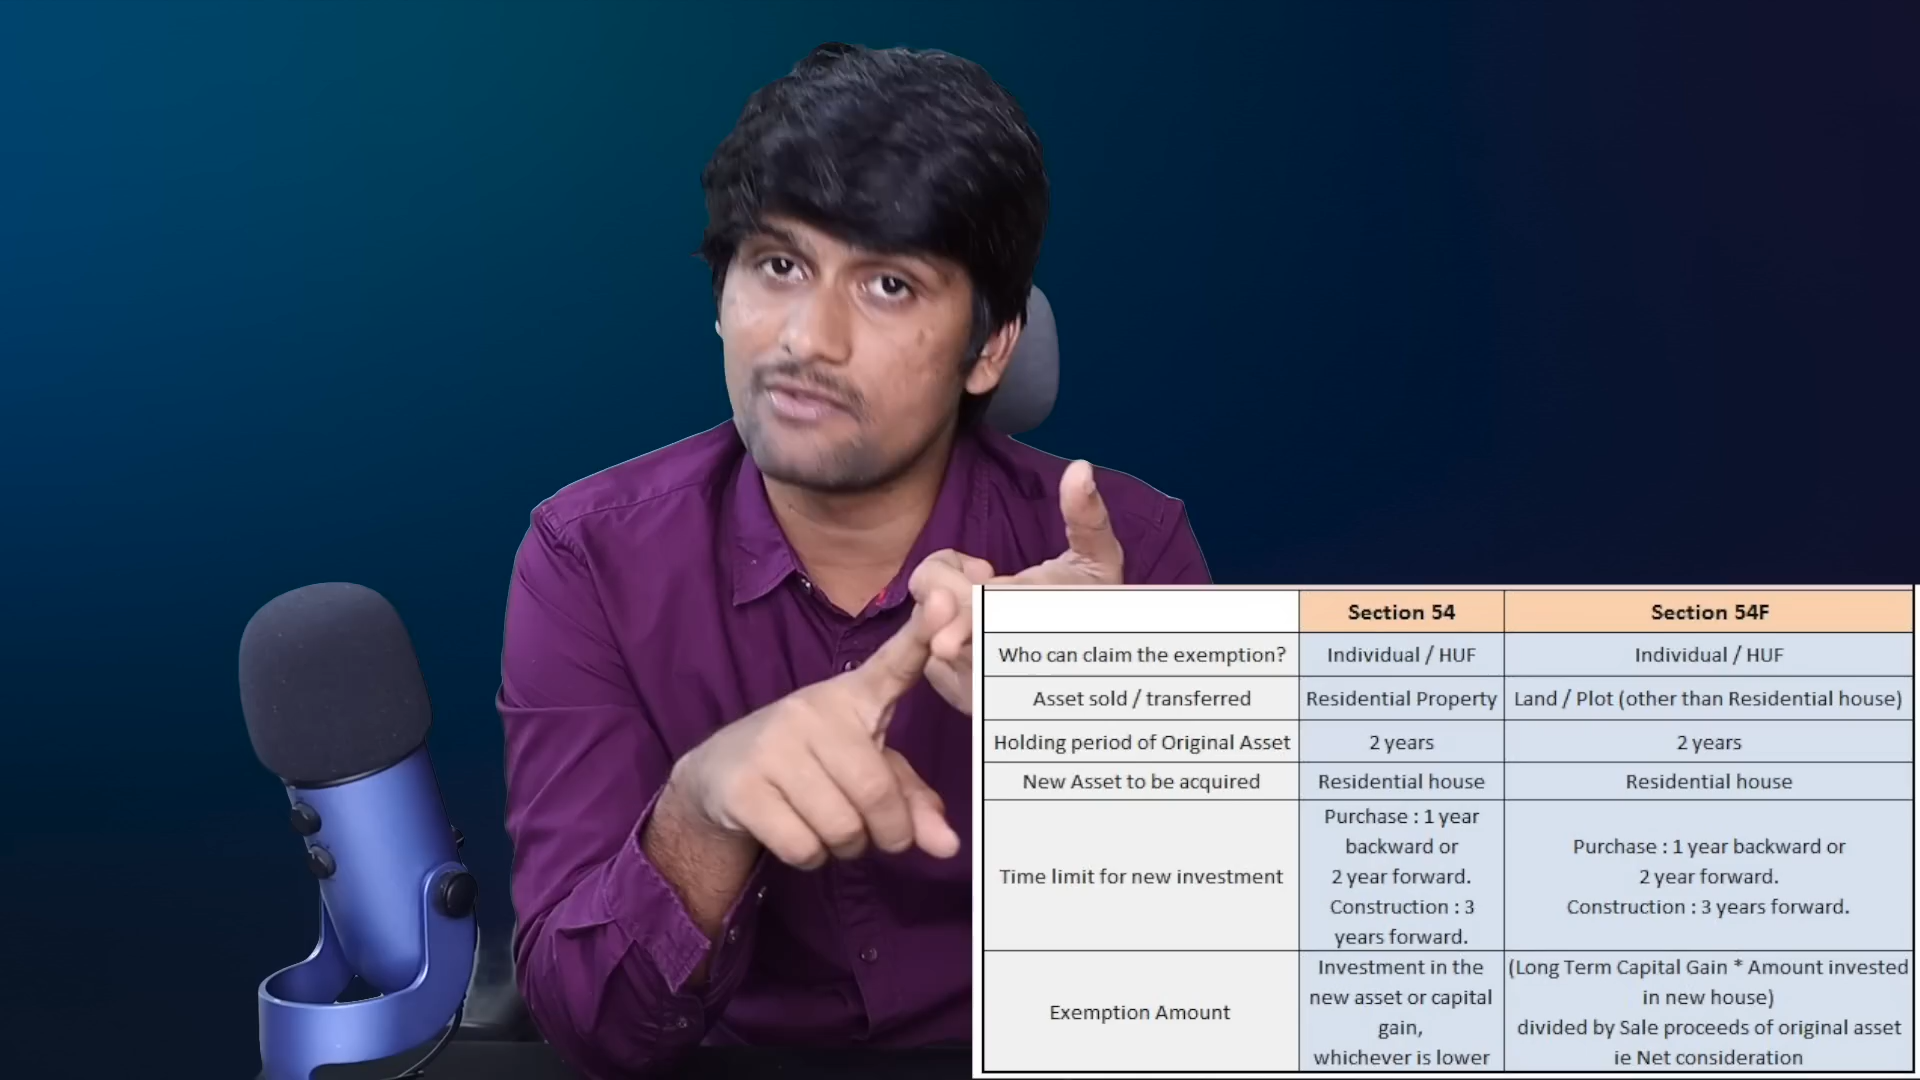 Section 54
Section 54F
Who can claim the exemption?
Individual / HUF
Individual / HUF
Asset sold / transferred
Residential Property
Land / Plot (other than Residential house)
Holding period of Original Asset
2 years
2 years
New Asset to be acquired
Residential house
Residential house
Time limit for new investment
Purchase : 1 year
backward or
2 year forward.
Construction : 3
years forward.
Purchase : 1 year backward or
2 year forward.
Construction : 3 years forward.
Exemption Amount
Investment in the
new asset or capital
gain,
whichever is lower
(Long Term Capital Gain * Amount invested
in new house)
divided by Sale proceeds of original asset
ie Net consideration